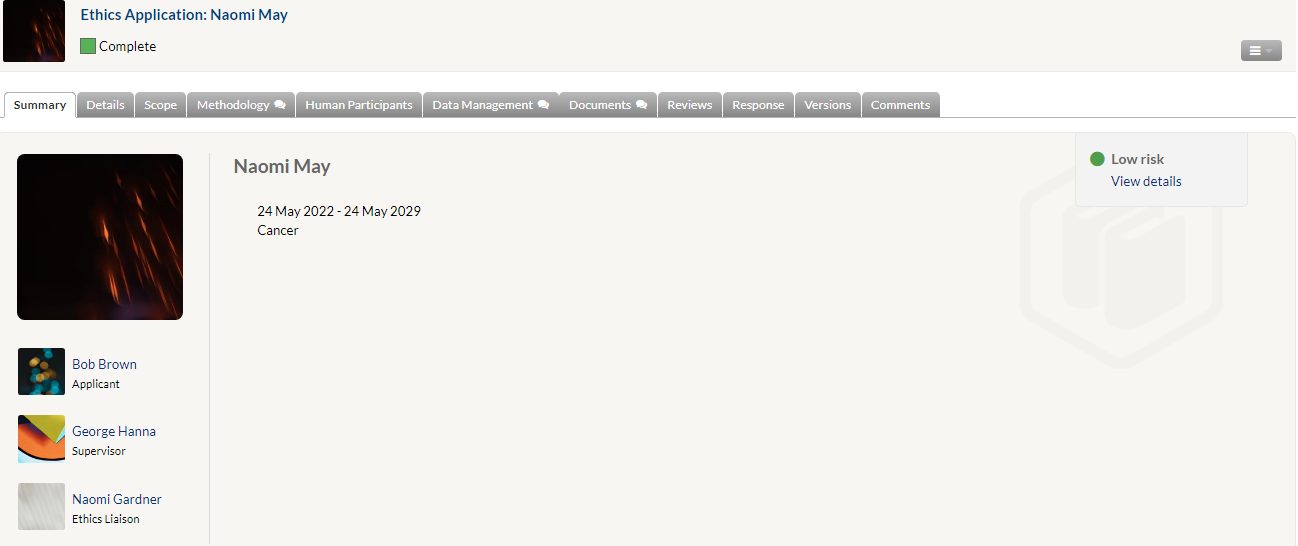 Ethics Application: Naomi May
Complete
Summary Details Scope Methodology Human Participants Data Management Documents Reviews Response Versions Comments
Naomi May
24 May 2022 - 24 May 2029
Cancer
Low risk
View details
Bob Brown
Applicant
George Hanna
Supervisor
Naomi Gardner
Ethics Liaison